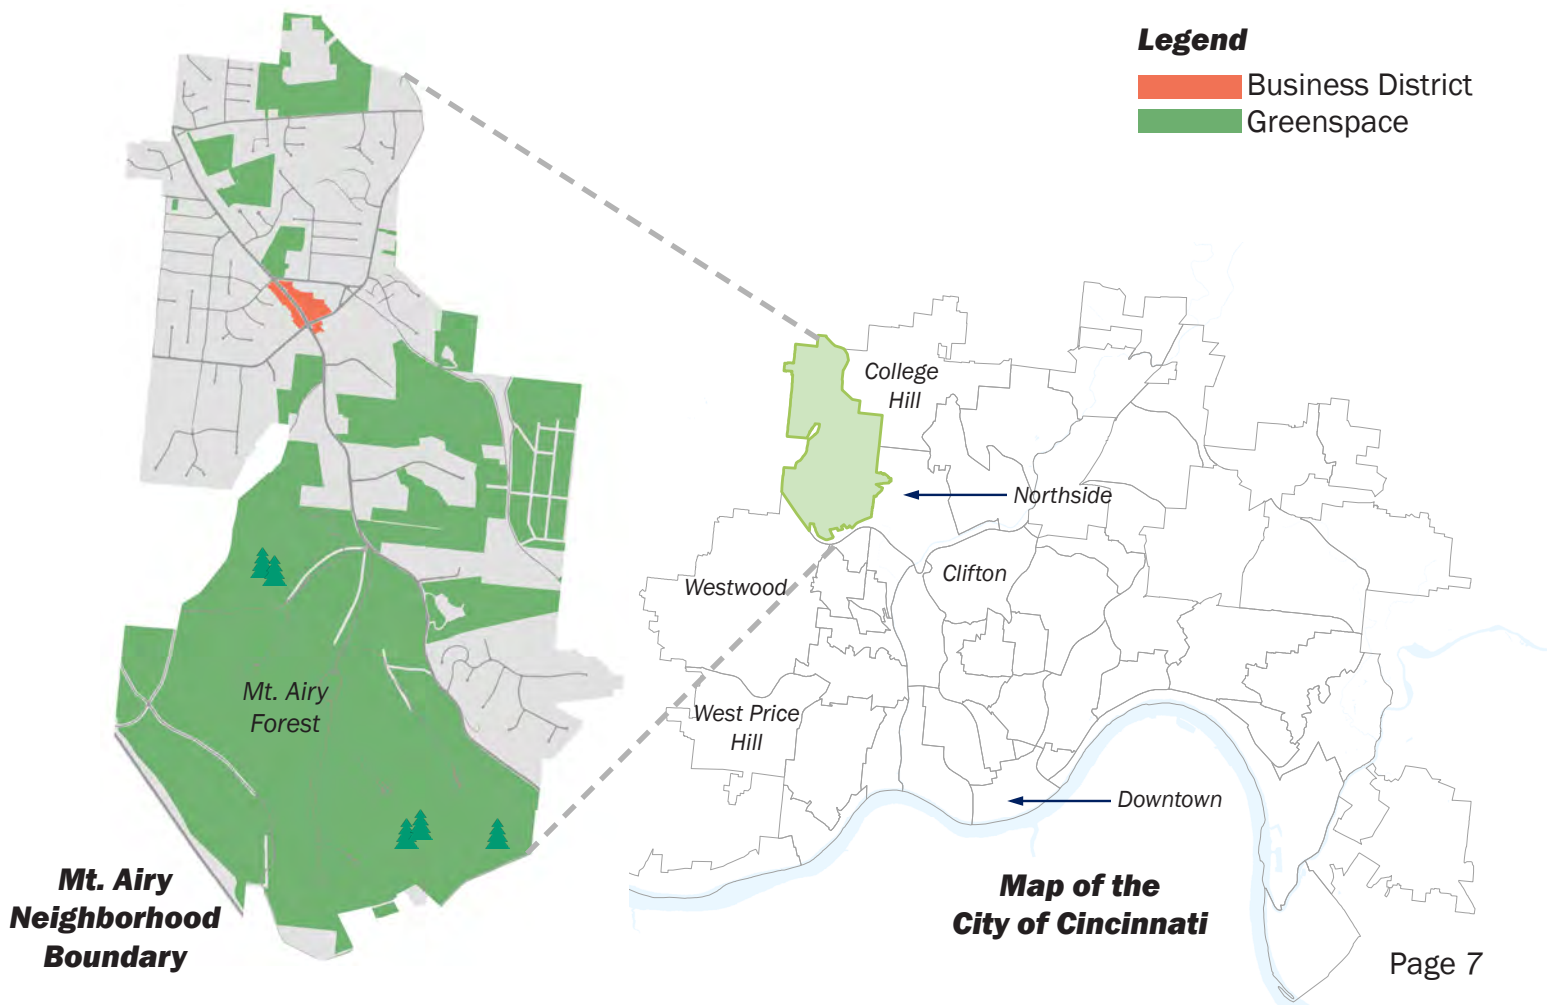 Legend
Business District
Greenspace
College
Hill
Northside
Westwood
Clifton
Mt. Airy
Forest
West Price
Hill
Downtown
Mt. Airy
Neighborhood
Boundary
Map of the
City of Cincinnati
Page 7